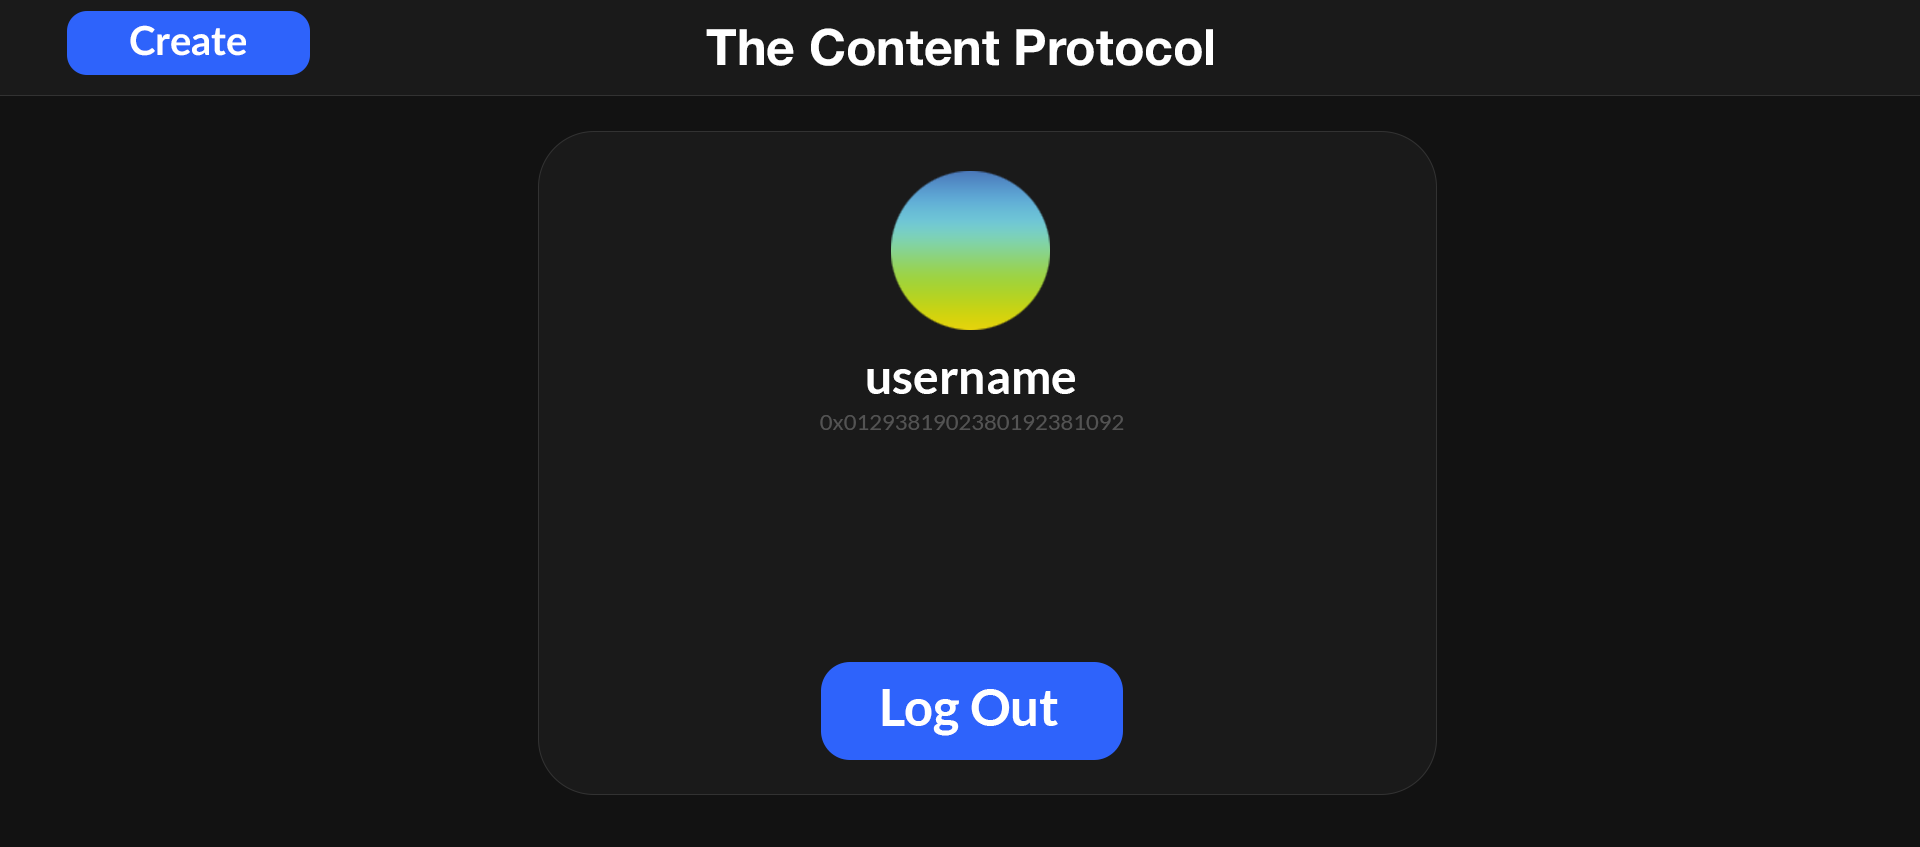 Create
The Content Protocol
username
0x0129381902380192381092
Log Out